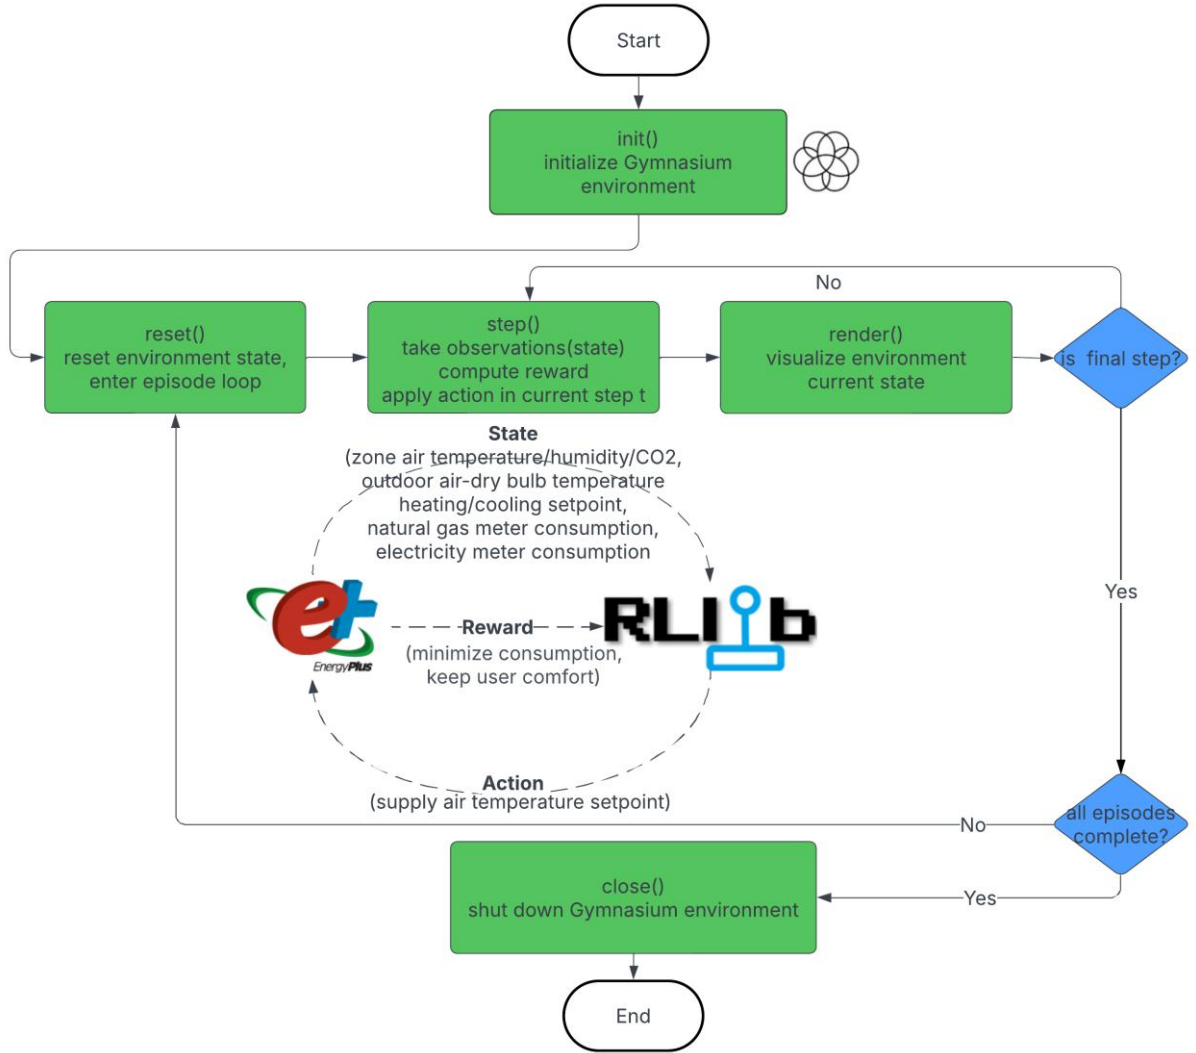 Start
init()
initialize Gymnasium
environment
No
reset()
reset environment state,
enter episode loop
step()
take observations(state)
compute reward
apply action in current step t
render()
visualize environment
current state
is  final step?
State
(zone air temperature/humidity/CO2,
outdoor air-dry bulb temperature
heating/cooling setpoint,
natural gas meter consumption,
electricity meter consumption
Yes
e+
EnergyPlus
Reward
(minimize consumption,
keep user comfort)
RLlib
Action
(supply air temperature setpoint)
No
all episodes
complete?
close()
shut down Gymnasium environment
Yes
End